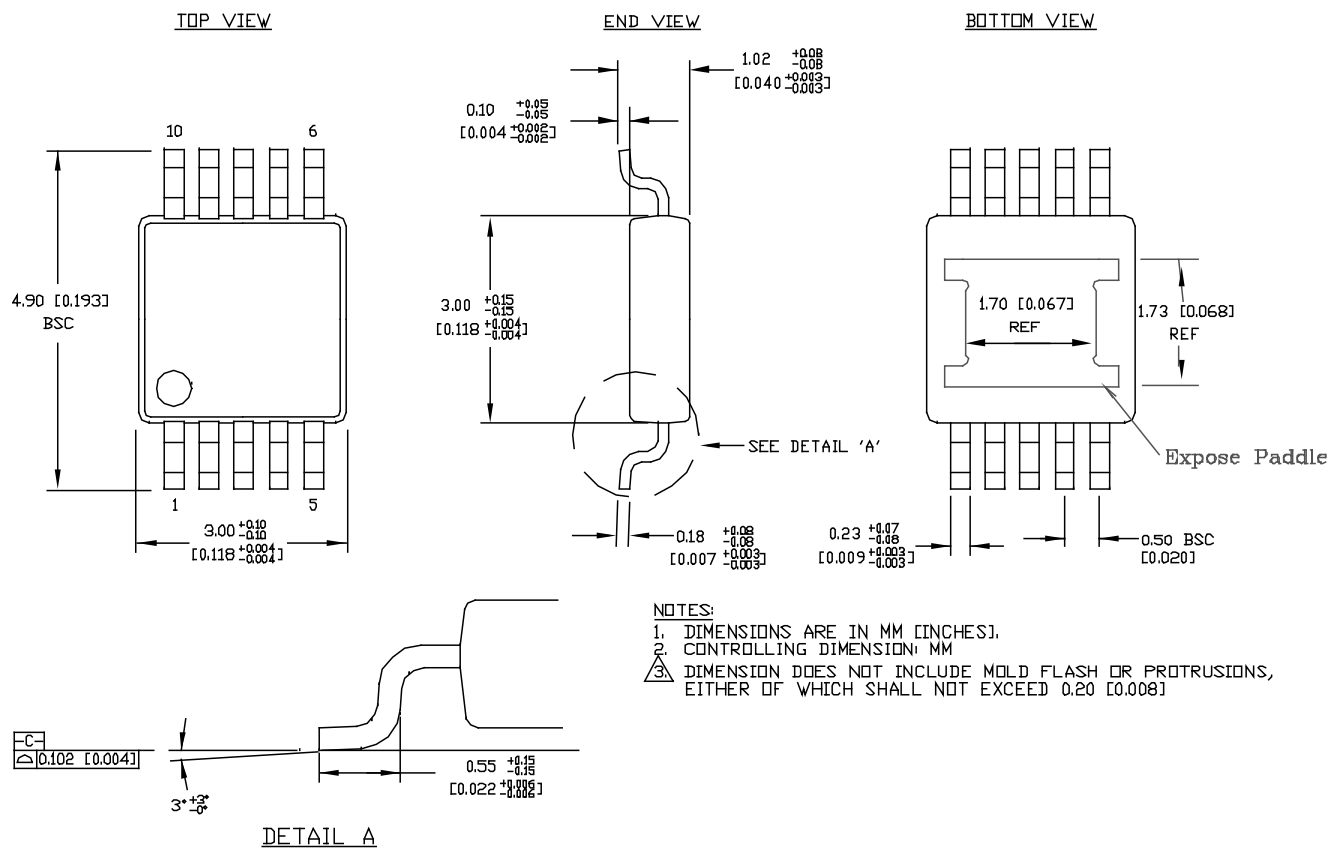 TOP VIEW
END VIEW
BOTTOM VIEW
1.02 +0.08 -0.08
[0.040 +0.003 -0.003]
0.10 +0.05 -0.05
[0.004 +0.002 -0.002]
10
6
4.90 [0.193]
BSC
3.00 +0.15 -0.15
[0.118 +0.004 -0.004]
1.70 [0.067]
REF
1.73 [0.068]
REF
SEE DETAIL 'A'
Expose Paddle
1
5
3.00 +0.10 -0.10
[0.118 +0.004 -0.004]
0.18 +0.08 -0.08
[0.007 +0.003 -0.003]
0.23 +0.07 -0.08
[0.009 +0.003 -0.003]
0.50 BSC
[0.020]
NOTES:
1. DIMENSIONS ARE IN MM [INCHES].
2. CONTROLLING DIMENSION: MM
3. DIMENSION DOES NOT INCLUDE MOLD FLASH OR PROTRUSIONS,
EITHER OF WHICH SHALL NOT EXCEED 0.20 [0.008]
-C-
0.102 [0.004]
3° +3° -0°
0.55 +0.15 -0.15
[0.022 +0.006 -0.006]
DETAIL A